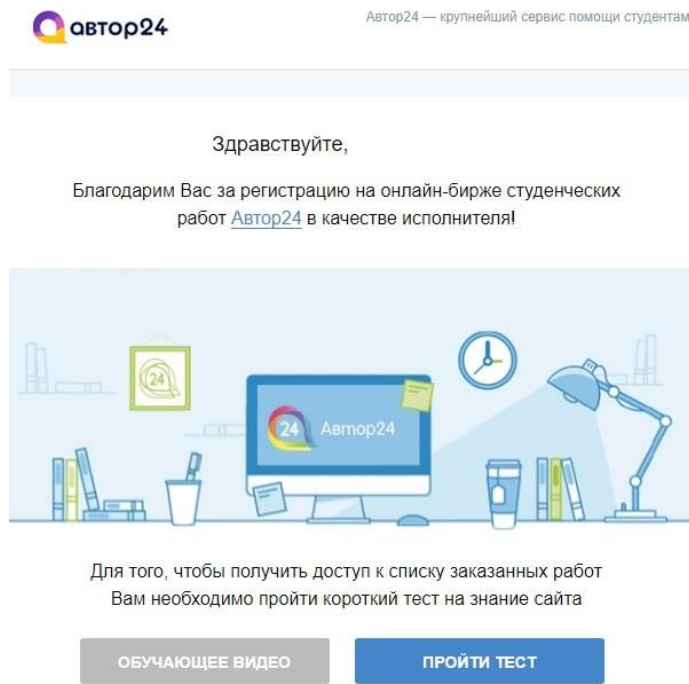 автор24
Автор24 — крупнейший сервис помощи студентам
Здравствуйте,
Благодарим Вас за регистрацию на онлайн-бирже студенческих
работ Автор24 в качестве исполнителя!
24
24 Автор24
Для того, чтобы получить доступ к списку заказанных работ
Вам необходимо пройти короткий тест на знание сайта
ОБУЧАЮЩЕЕ ВИДЕО
ПРОЙТИ ТЕСТ